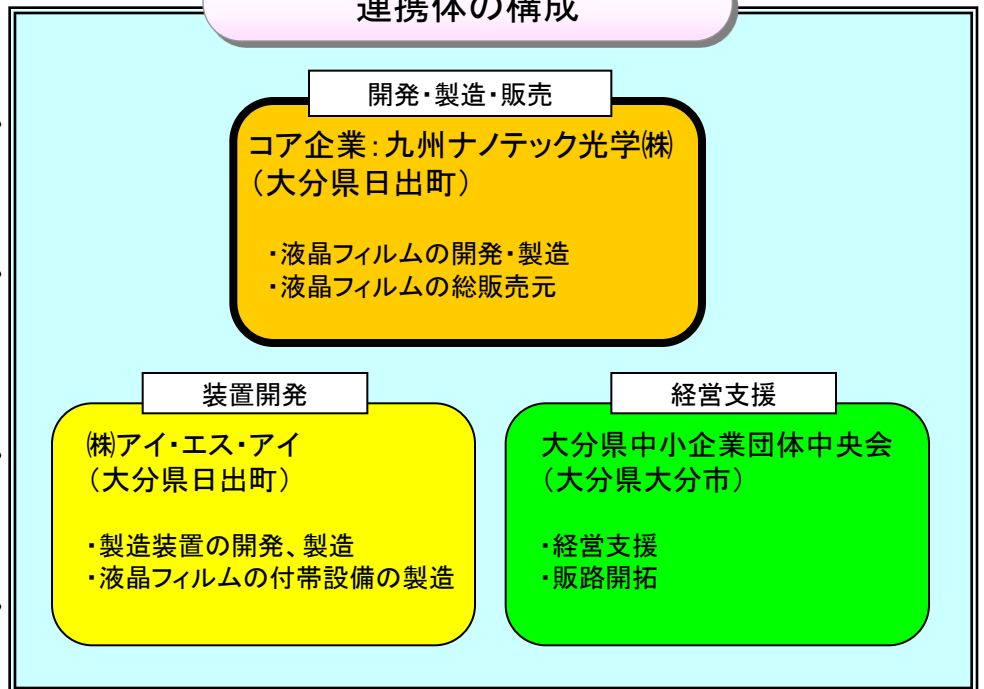 連携体の構成
開発・製造・販売
コア企業:九州ナノテック光学㈱
(大分県日出町)
・液晶フィルムの開発・製造
・液晶フィルムの総販売元
装置開発
㈱アイ・エス・アイ
(大分県日出町)
・製造装置の開発、製造
・液晶フィルムの付帯設備の製造
経営支援
大分県中小企業団体中央会
(大分県大分市)
・経営支援
・販路開拓